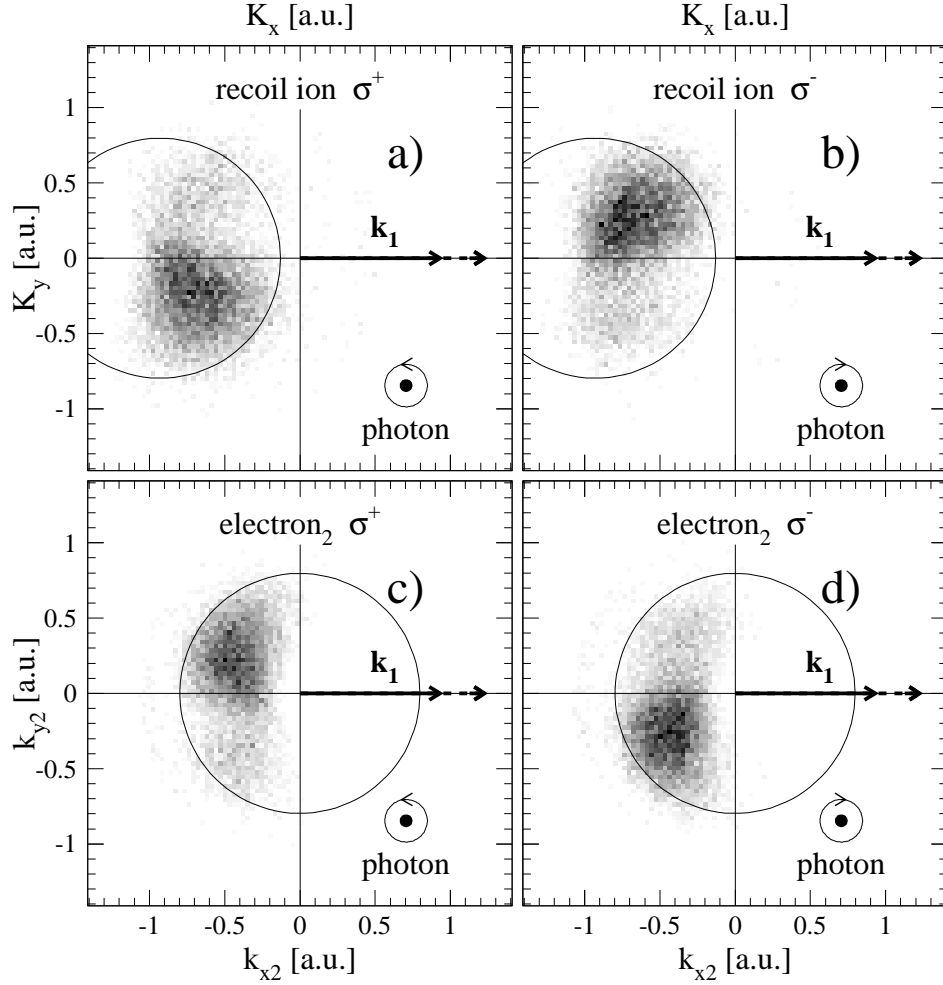 K_x [a.u.] K_x [a.u.]
recoil ion σ^+ recoil ion σ^-
a) b)
K_y [a.u.]
1
0.5
0
-0.5
-1
k_1 k_1
photon photon
electron_2 σ^+ electron_2 σ^-
c) d)
k_y2 [a.u.]
1
0.5
0
-0.5
-1
k_1 k_1
photon photon
-1 -0.5 0 0.5 1 -1 -0.5 0 0.5 1
k_x2 [a.u.] k_x2 [a.u.]